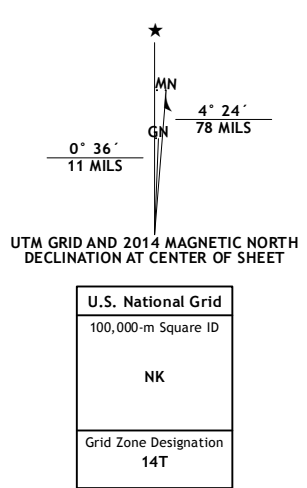 ★
MN
4° 24´
78 MILS
GN
0° 36´
11 MILS
UTM GRID AND 2014 MAGNETIC NORTH
DECLINATION AT CENTER OF SHEET
U.S. National Grid
100,000-m Square ID
NK
Grid Zone Designation
14T